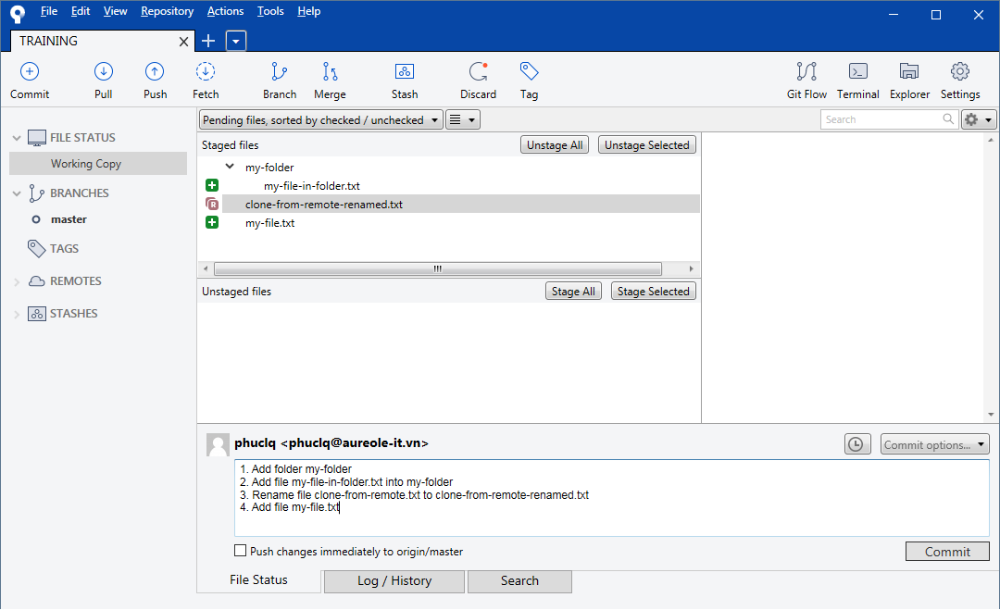 File Edit View Repository Actions Tools Help
TRAINING
Commit Pull Push Fetch Branch Merge Stash Discard Tag Git Flow Terminal Explorer Settings
Pending files, sorted by checked / unchecked
Search
FILE STATUS
Working Copy
BRANCHES
master
TAGS
REMOTES
STASHES
Staged files
Unstage All
Unstage Selected
my-folder
my-file-in-folder.txt
R
clone-from-remote-renamed.txt
my-file.txt
Unstaged files
Stage All
Stage Selected
phuclq <phuclq@aureole-it.vn>
Commit options...
1. Add folder my-folder
2. Add file my-file-in-folder.txt into my-folder
3. Rename file clone-from-remote.txt to clone-from-remote-renamed.txt
4. Add file my-file.txt
Push changes immediately to origin/master
Commit
File Status
Log / History
Search